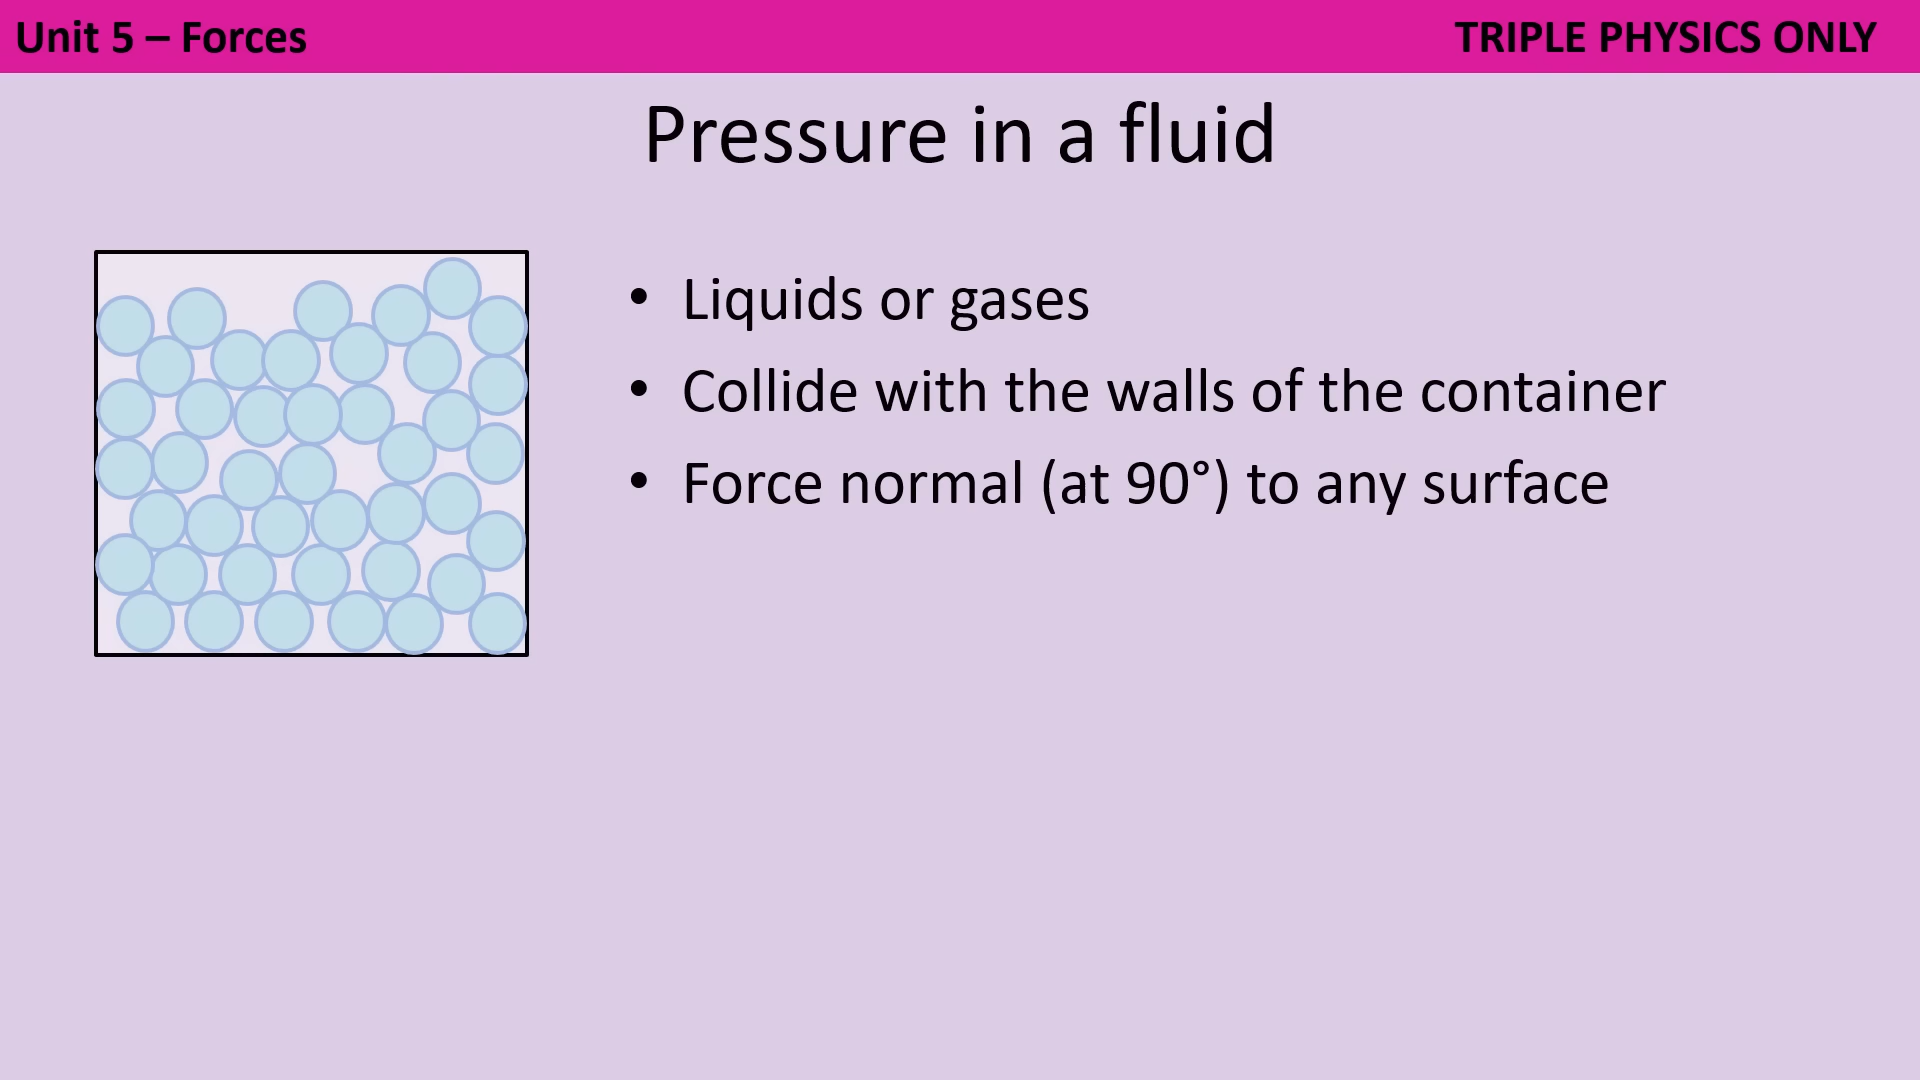 Unit 5 – Forces
TRIPLE PHYSICS ONLY
Pressure in a fluid
• Liquids or gases
• Collide with the walls of the container
• Force normal (at 90°) to any surface